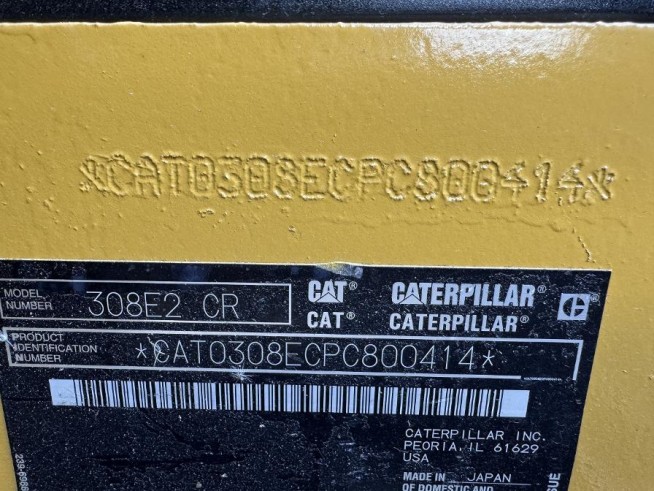 *CAT0308ECPC800414*
MODEL NUMBER 308E2 CR
CAT® CATERPILLAR®
CAT® CATERPILLAR®
PRODUCT IDENTIFICATION NUMBER *CAT0308ECPC800414*
CATERPILLAR INC.
PEORIA, IL 61629
USA
MADE IN JAPAN
OF DOMESTIC AND